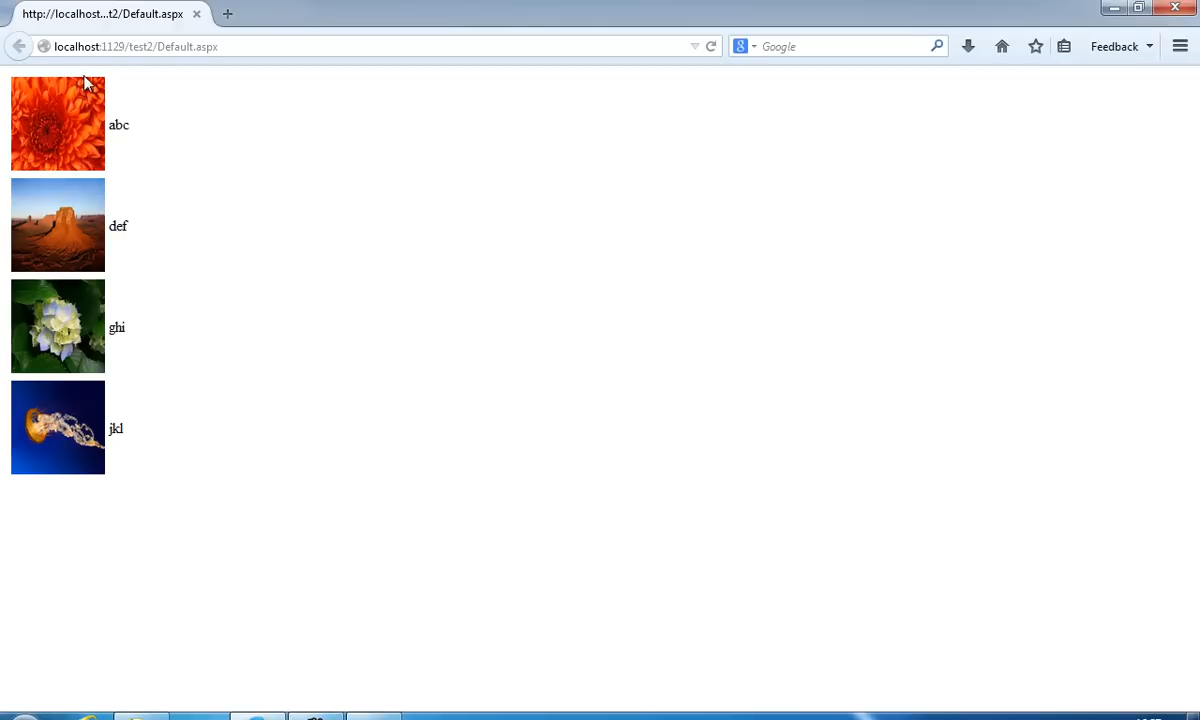 http://localhost...t2/Default.aspx
localhost:1129/test2/Default.aspx
Google
Feedback
abc
def
ghi
jkl